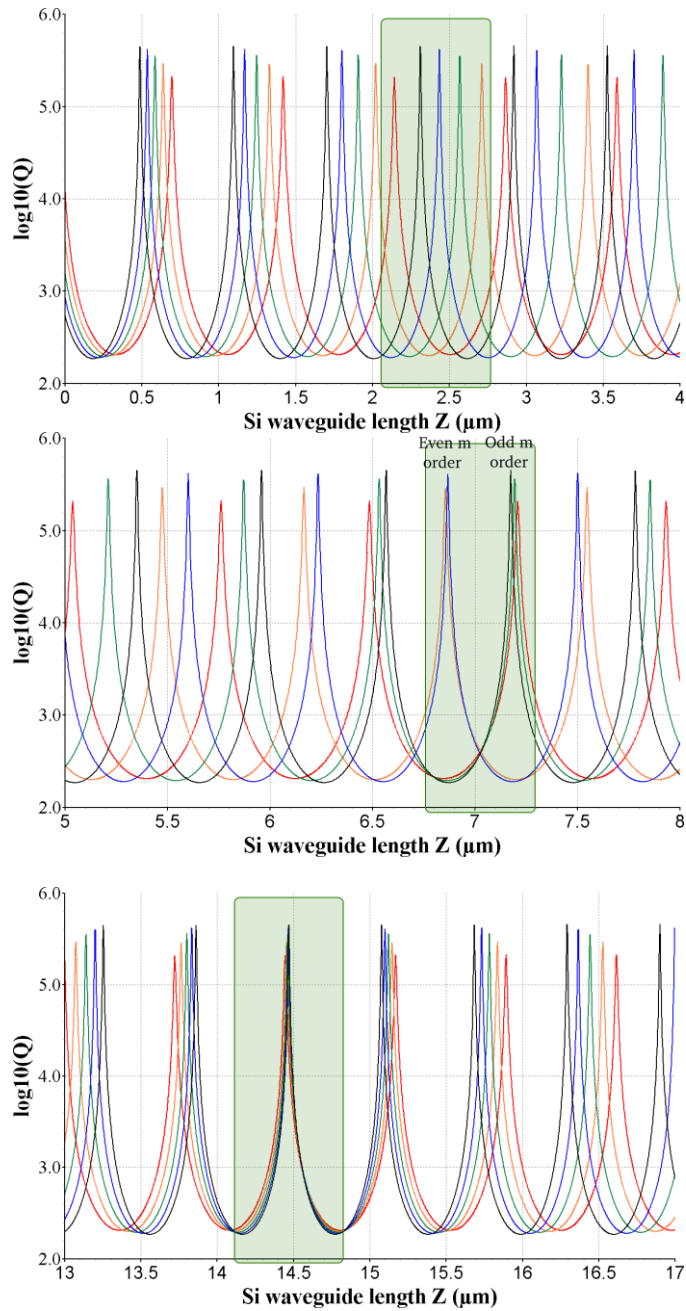 6.0
5.0
4.0
3.0
2.0
log10(Q)
0 0.5 1 1.5 2 2.5 3 3.5 4
Si waveguide length Z (μm)
6.0
Even m Odd m
order order
5.0
4.0
3.0
2.0
log10(Q)
5 5.5 6 6.5 7 7.5 8
Si waveguide length Z (μm)
6.0
5.0
4.0
3.0
2.0
log10(Q)
13 13.5 14 14.5 15 15.5 16 16.5 17
Si waveguide length Z (μm)